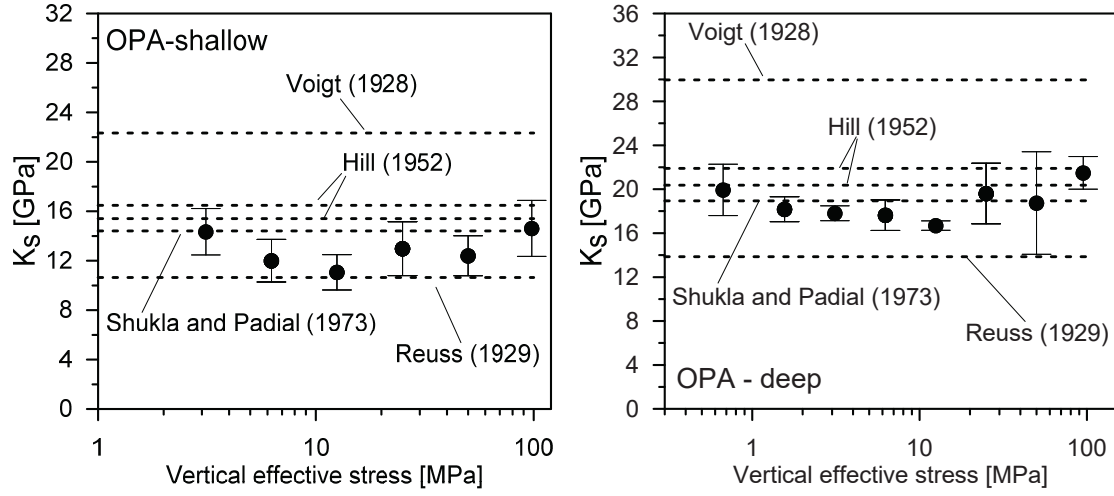 OPA-shallow
Voigt (1928)
Hill (1952)
Shukla and Padial (1973)
Reuss (1929)
Ks [GPa]
32
28
24
20
16
12
8
4
0
1
10
100
Vertical effective stress [MPa]
Voigt (1928)
Hill (1952)
Shukla and Padial (1973)
Reuss (1929)
OPA - deep
Ks [GPa]
36
32
28
24
20
16
12
8
4
0
1
10
100
Vertical effective stress [MPa]